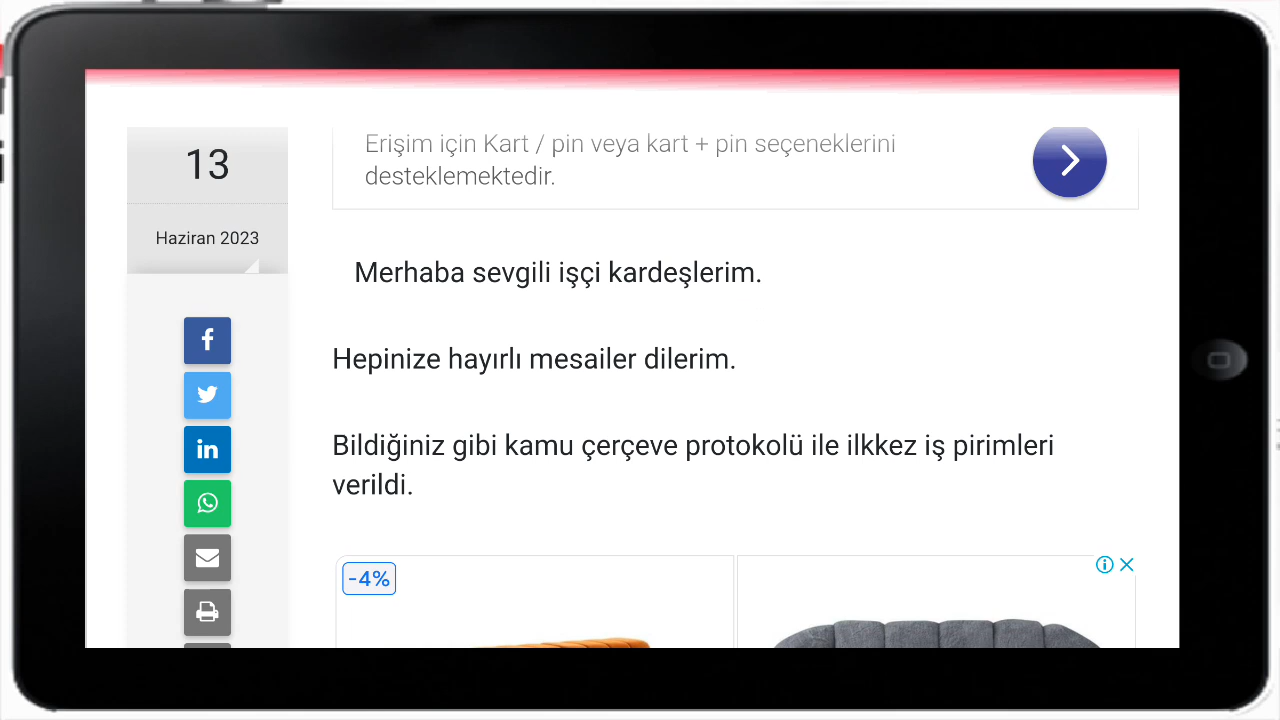 13
Haziran 2023
Erişim için Kart / pin veya kart + pin seçeneklerini
desteklemektedir.
Merhaba sevgili işçi kardeşlerim.
Hepinize hayırlı mesailer dilerim.
Bildiğiniz gibi kamu çerçeve protokolü ile ilkkez iş pirimleri
verildi.
-4%